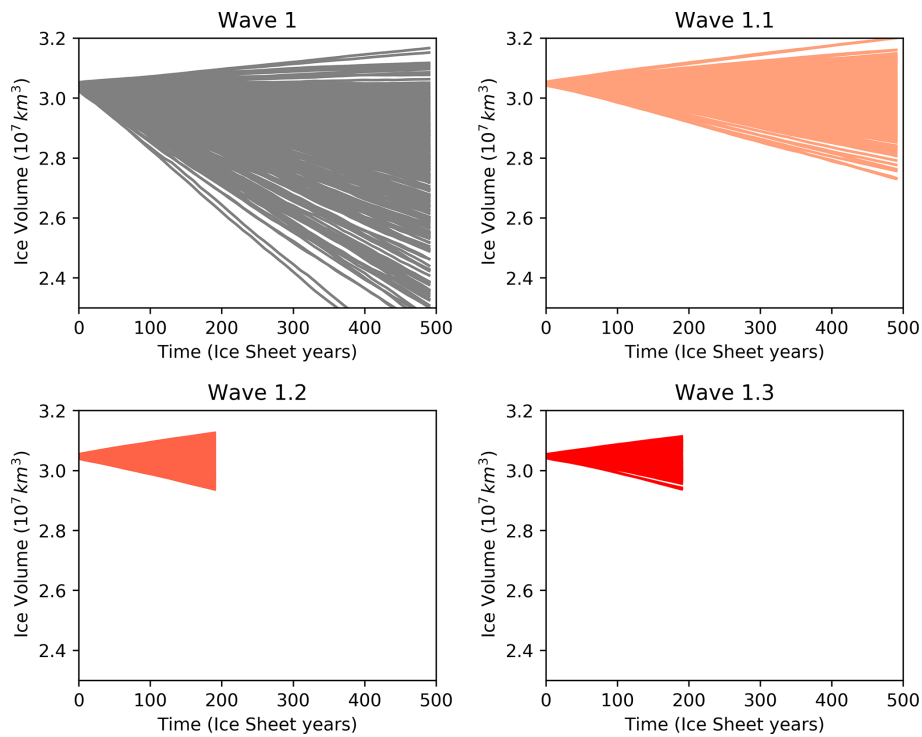 Wave 1
Ice Volume (10⁷ km³)
3.2
3.0
2.8
2.6
2.4
0 100 200 300 400 500
Time (Ice Sheet years)
Wave 1.1
Ice Volume (10⁷ km³)
3.2
3.0
2.8
2.6
2.4
0 100 200 300 400 500
Time (Ice Sheet years)
Wave 1.2
Ice Volume (10⁷ km³)
3.2
3.0
2.8
2.6
2.4
0 100 200 300 400 500
Time (Ice Sheet years)
Wave 1.3
Ice Volume (10⁷ km³)
3.2
3.0
2.8
2.6
2.4
0 100 200 300 400 500
Time (Ice Sheet years)